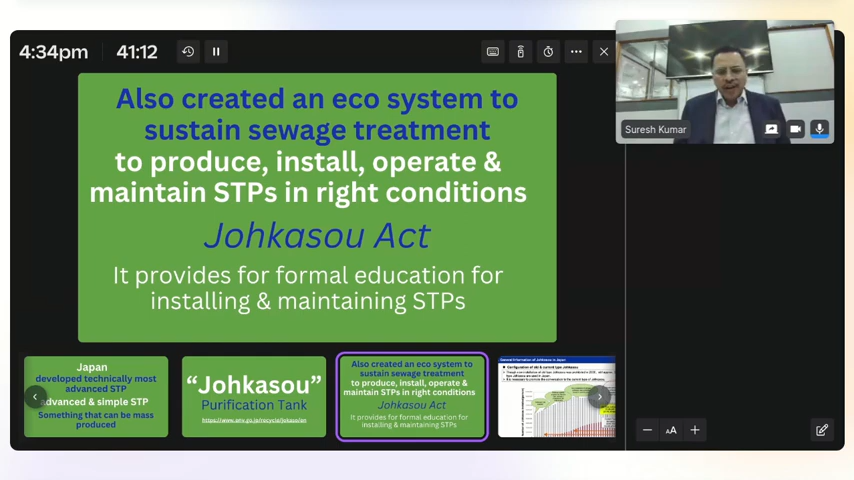 4:34pm
41:12
Also created an eco system to
sustain sewage treatment
to produce, install, operate &
maintain STPs in right conditions
Johkasou Act
It provides for formal education for
installing & maintaining STPs
Suresh Kumar
Japan
developed technically most
advanced STP
advanced & simple STP
Something that can be mass
produced
“Johkasou”
Purification Tank
Also created an eco system to
sustain sewage treatment
to produce, install, operate &
maintain STPs in right conditions
Johkasou Act
It provides for formal education for
installing & maintaining STPs
General Information of Johkasou in Japan
AA